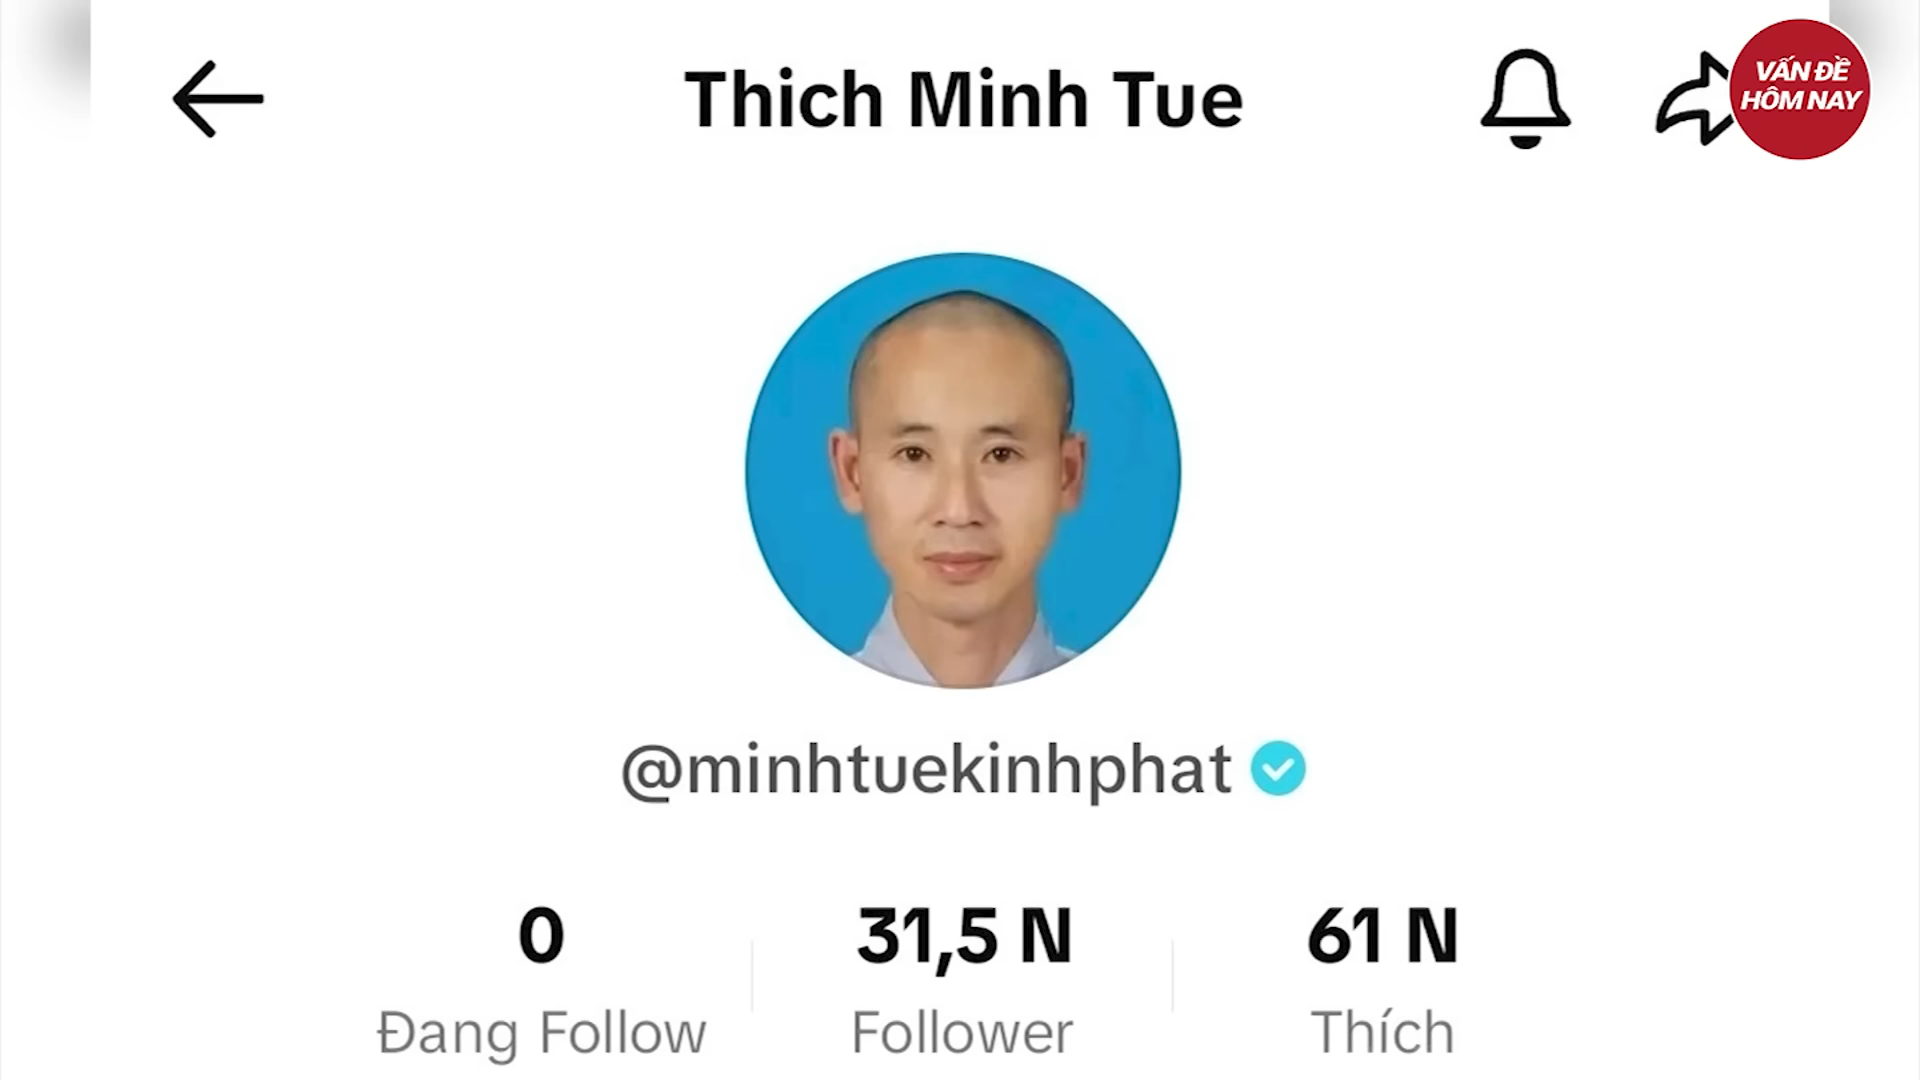 Thich Minh Tue
VẤN ĐỀ
HÔM NAY
@minhtuekinhphat
0
31,5 N
61 N
Đang Follow
Follower
Thích